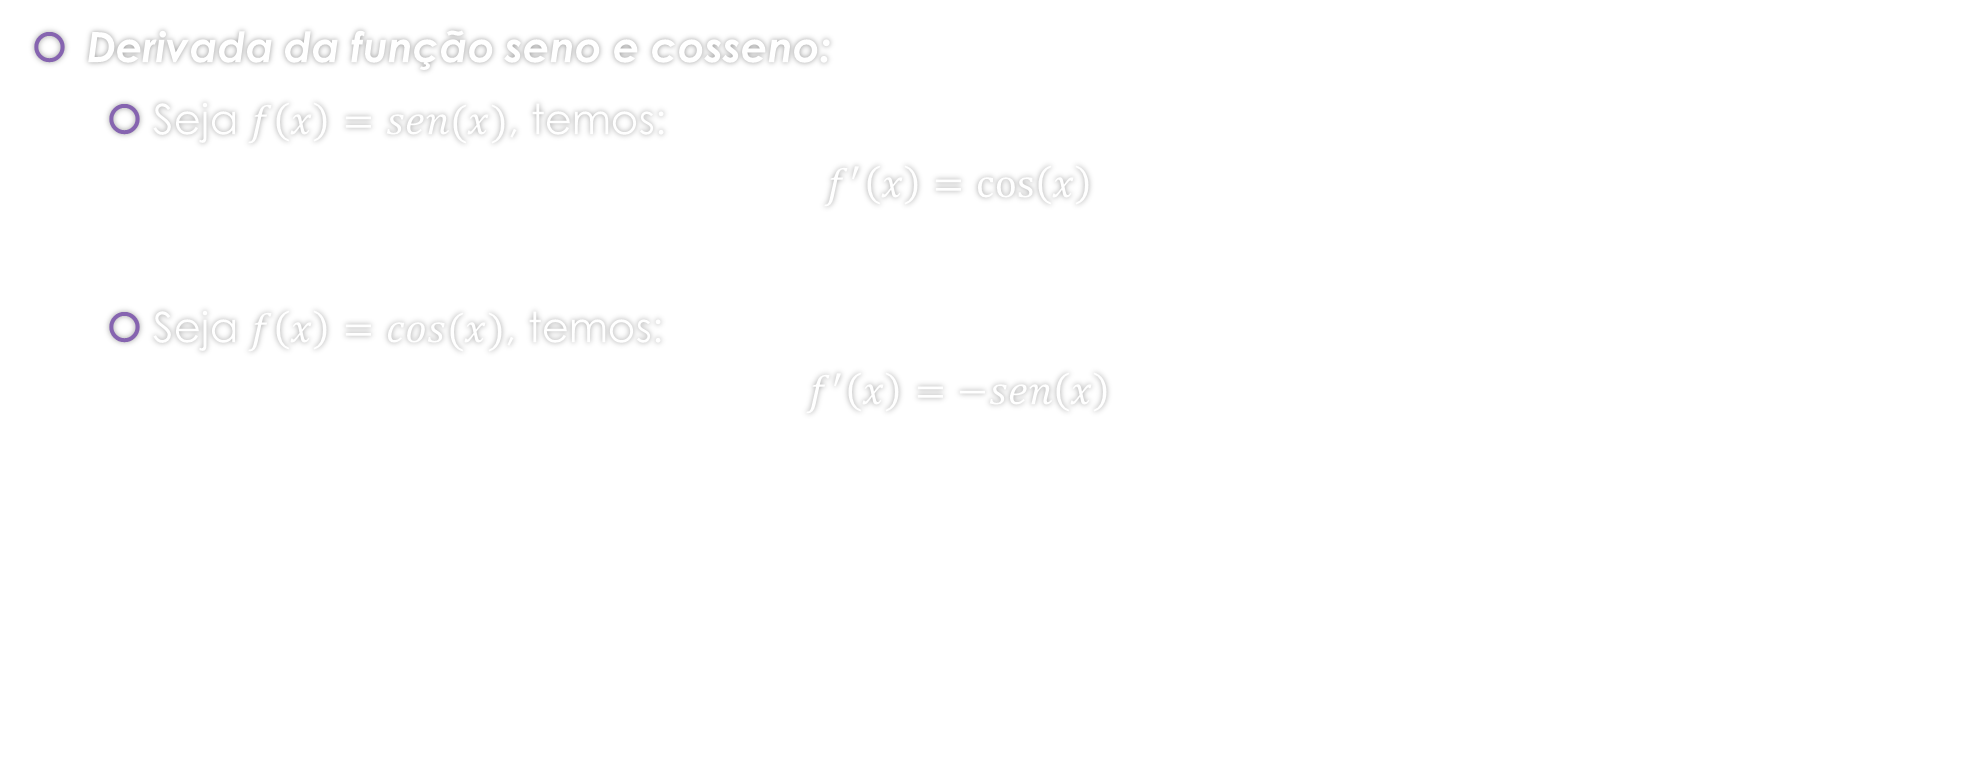 Derivada da função seno e cosseno:
Seja f(x) = sen(x), temos:
f′(x) = cos(x)
Seja f(x) = cos(x), temos:
f′(x) = −sen(x)